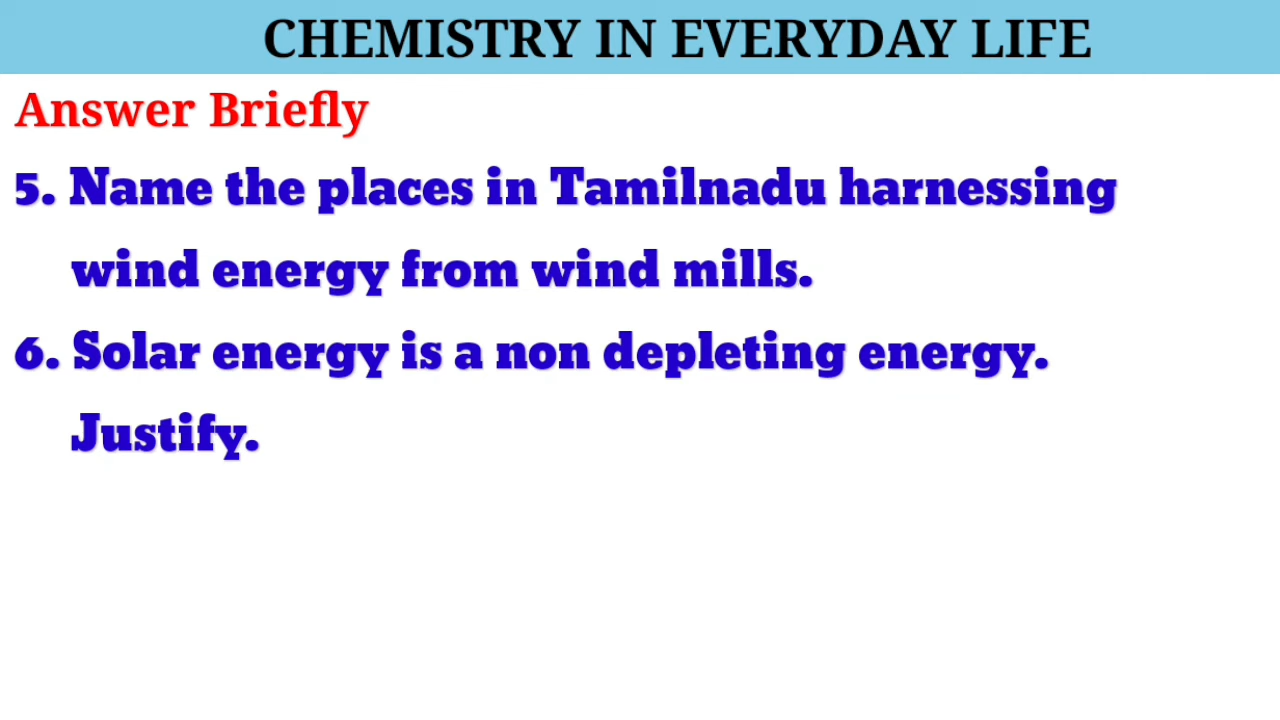 CHEMISTRY IN EVERYDAY LIFE
Answer Briefly
5. Name the places in Tamilnadu harnessing
wind energy from wind mills.
6. Solar energy is a non depleting energy.
Justify.